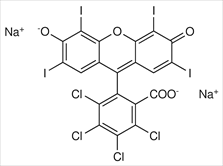 I I
Na⁺ ⁻O O O
I I
Cl COO⁻ Na⁺
Cl Cl
Cl